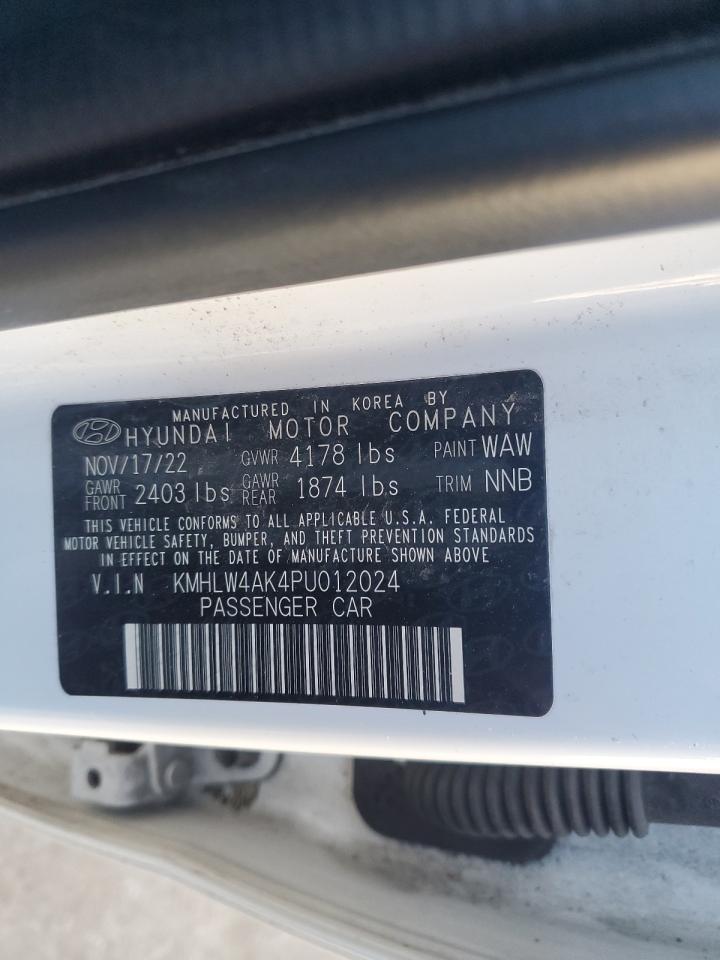 MANUFACTURED IN KOREA BY
HYUNDAI MOTOR COMPANY
NOV/17/22 GVWR 4178 lbs PAINT WAW
GAWR FRONT 2403 lbs GAWR REAR 1874 lbs TRIM NNB
THIS VEHICLE CONFORMS TO ALL APPLICABLE U.S.A. FEDERAL
MOTOR VEHICLE SAFETY, BUMPER, AND THEFT PREVENTION STANDARDS
IN EFFECT ON THE DATE OF MANUFACTURE SHOWN ABOVE
V.I.N KMHLW4AK4PU012024
PASSENGER CAR